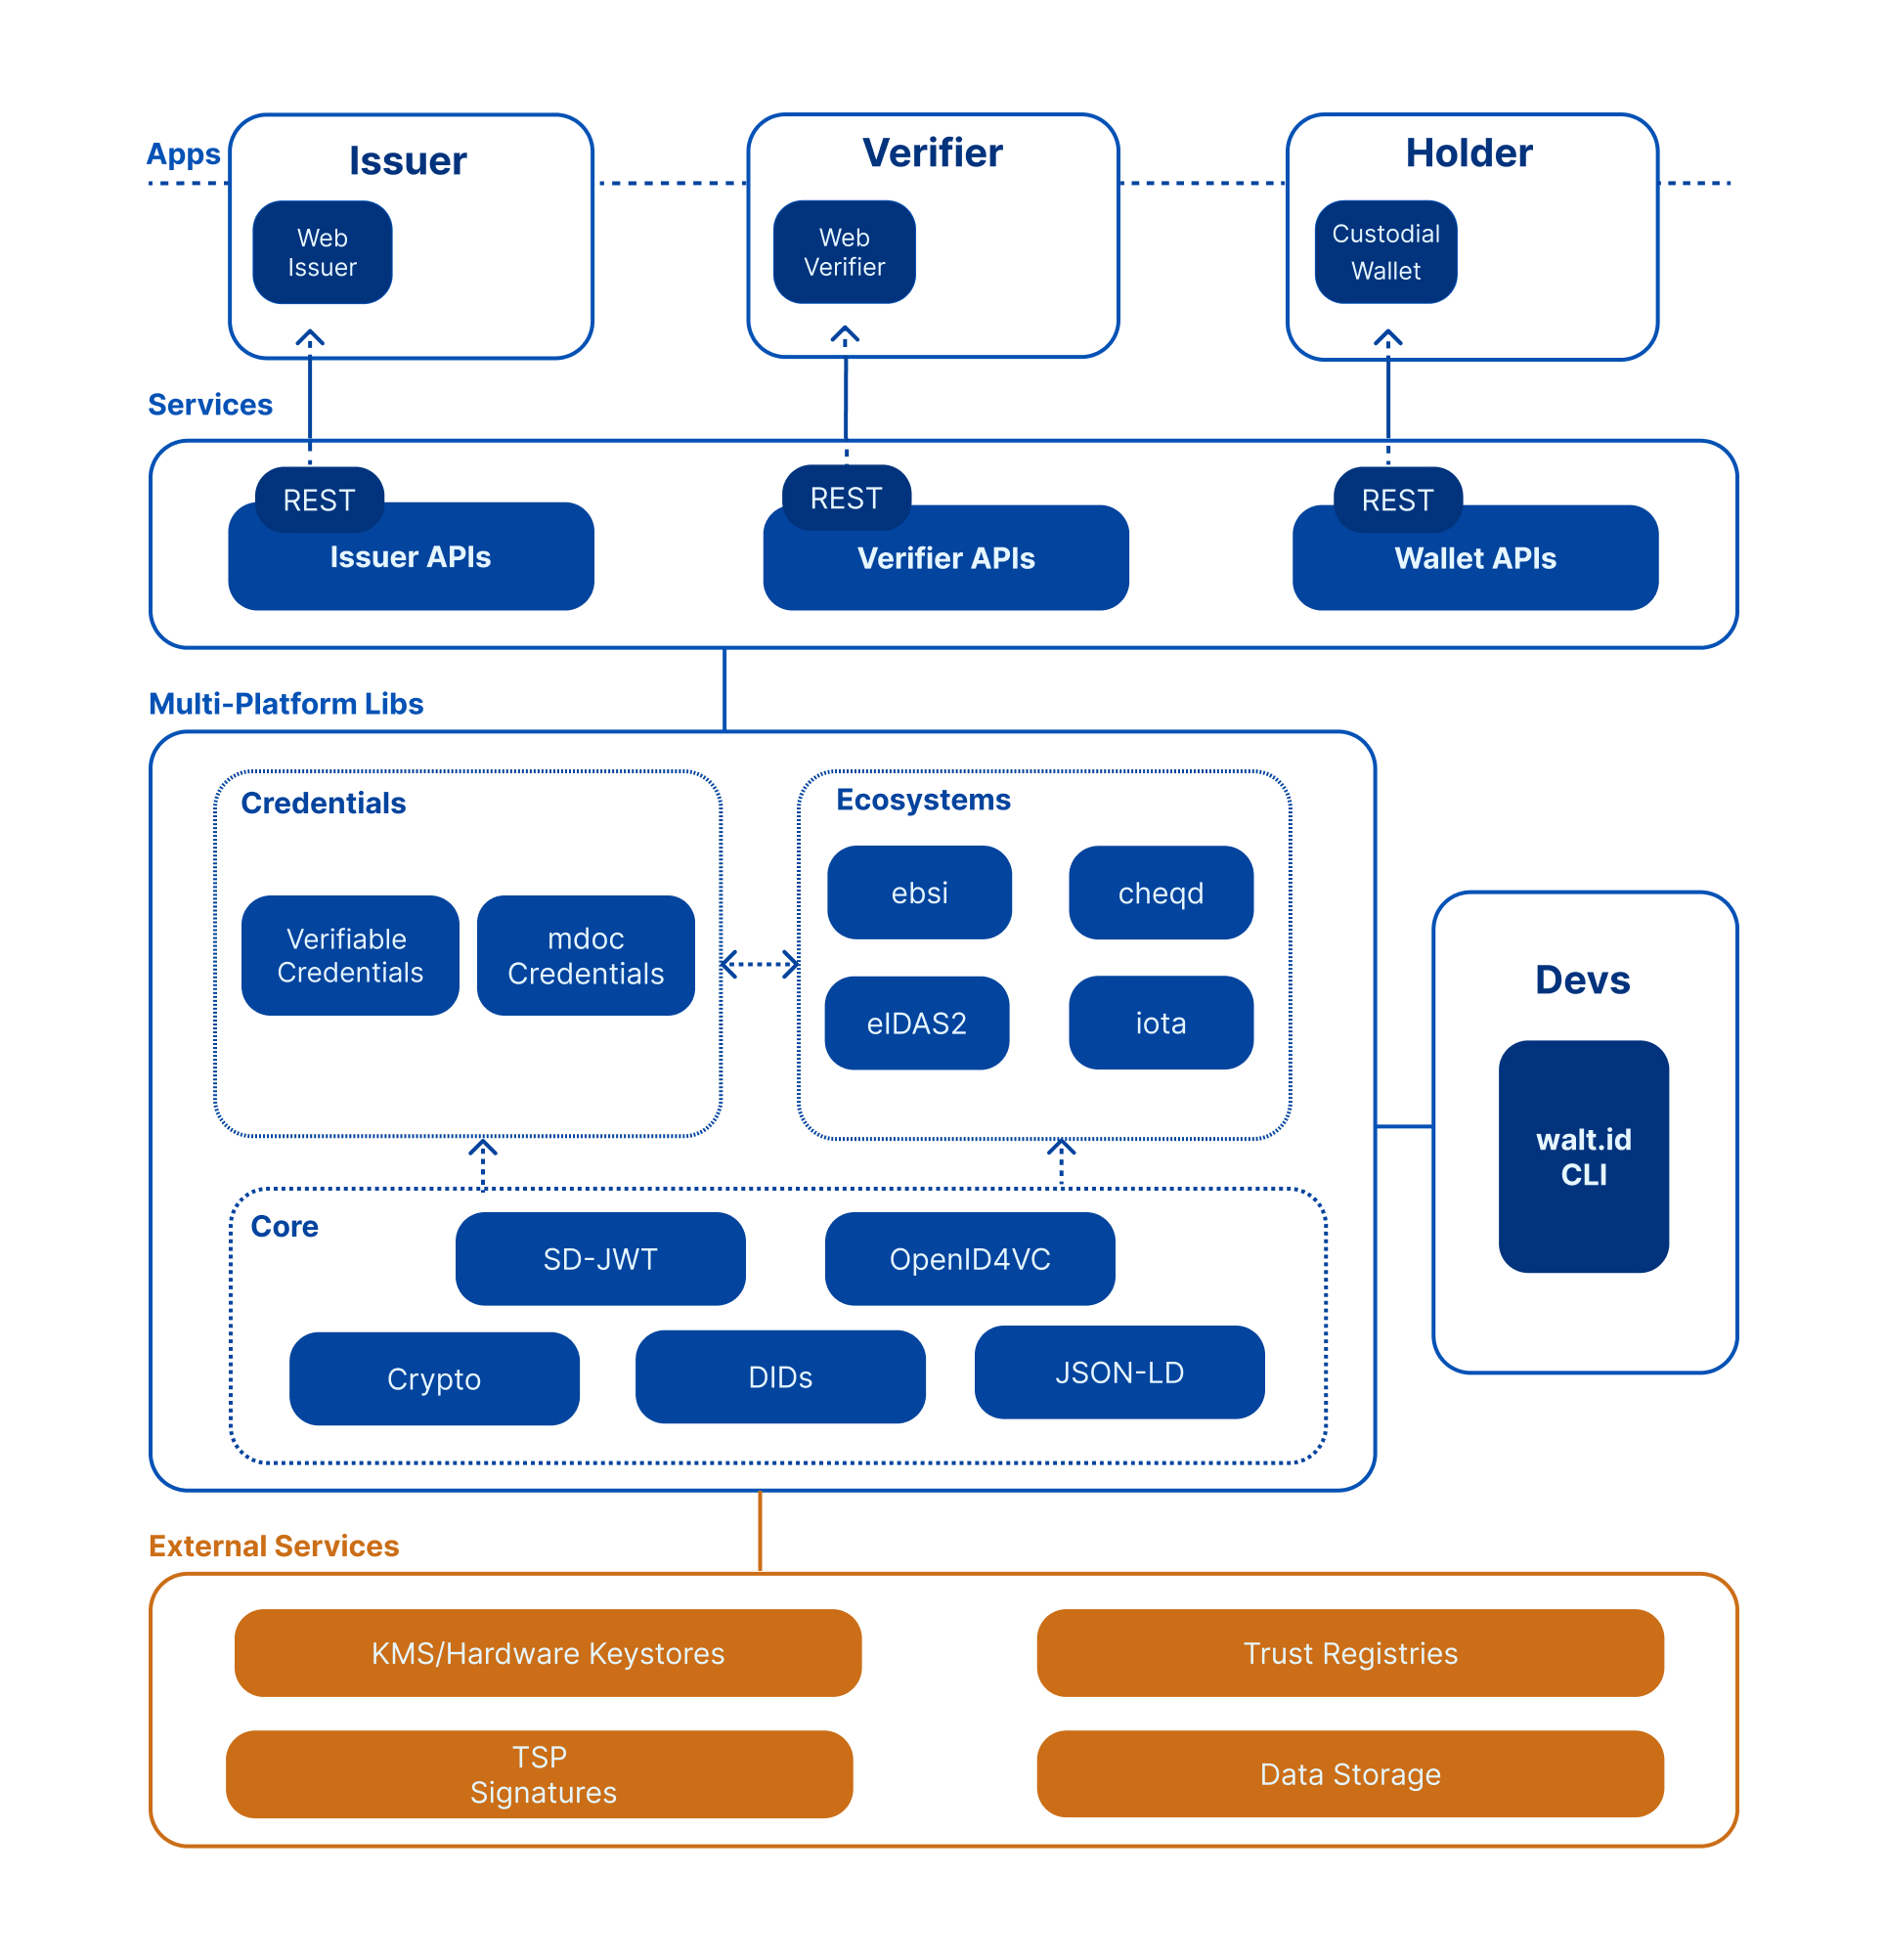 Apps
Issuer
Verifier
Holder
Web
Issuer
Web
Verifier
Custodial
Wallet
Services
REST
Issuer APIs
REST
Verifier APIs
REST
Wallet APIs
Multi-Platform Libs
Credentials
Verifiable
Credentials
mdoc
Credentials
Ecosystems
ebsi
cheqd
eIDAS2
iota
Devs
walt.id
CLI
Core
SD-JWT
OpenID4VC
Crypto
DIDs
JSON-LD
External Services
KMS/Hardware Keystores
Trust Registries
TSP
Signatures
Data Storage